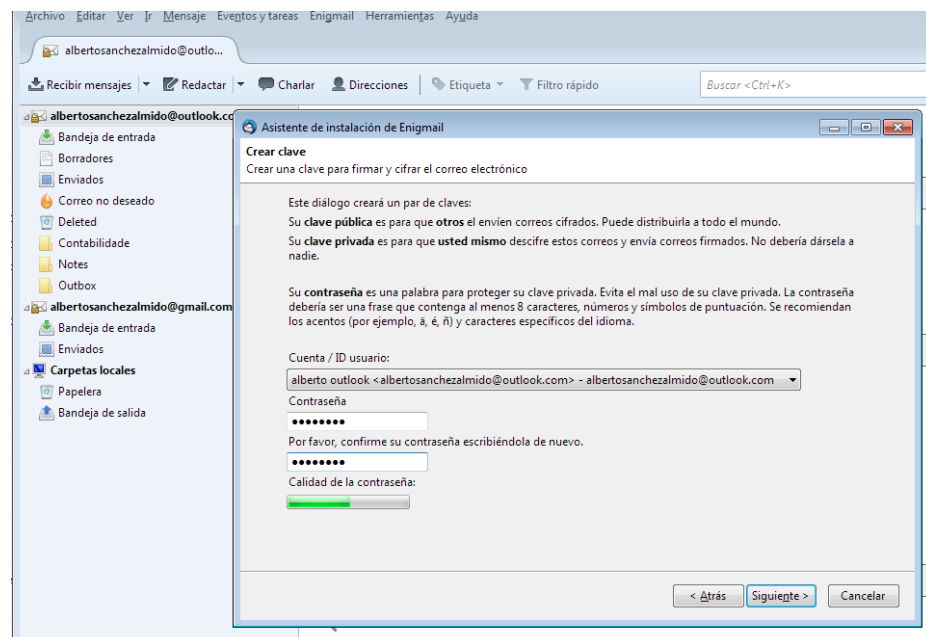 Archivo Editar Ver Ir Mensaje Eventos y tareas Enigmail Herramientas Ayuda
albertosanchezalmido@outlo...
Recibir mensajes Redactar Charlar Direcciones Etiqueta Filtro rápido Buscar <Ctrl+K>
albertosanchezalmido@outlook.co
Bandeja de entrada
Borradores
Enviados
Correo no deseado
Deleted
Contabilidade
Notes
Outbox
albertosanchezalmido@gmail.com
Bandeja de entrada
Enviados
Carpetas locales
Papelera
Bandeja de salida
Asistente de instalación de Enigmail
Crear clave
Crear una clave para firmar y cifrar el correo electrónico
Este diálogo creará un par de claves:
Su clave pública es para que otros el envíen correos cifrados. Puede distribuirla a todo el mundo.
Su clave privada es para que usted mismo descifre estos correos y envía correos firmados. No debería dársela a
nadie.
Su contraseña es una palabra para proteger su clave privada. Evita el mal uso de su clave privada. La contraseña
debería ser una frase que contenga al menos 8 caracteres, números y símbolos de puntuación. Se recomiendan
los acentos (por ejemplo, ä, é, ñ) y caracteres específicos del idioma.
Cuenta / ID usuario:
alberto outlook <albertosanchezalmido@outlook.com> - albertosanchezalmido@outlook.com
Contraseña
••••••••
Por favor, confirme su contraseña escribiéndola de nuevo.
••••••••
Calidad de la contraseña:
< Atrás Siguiente > Cancelar